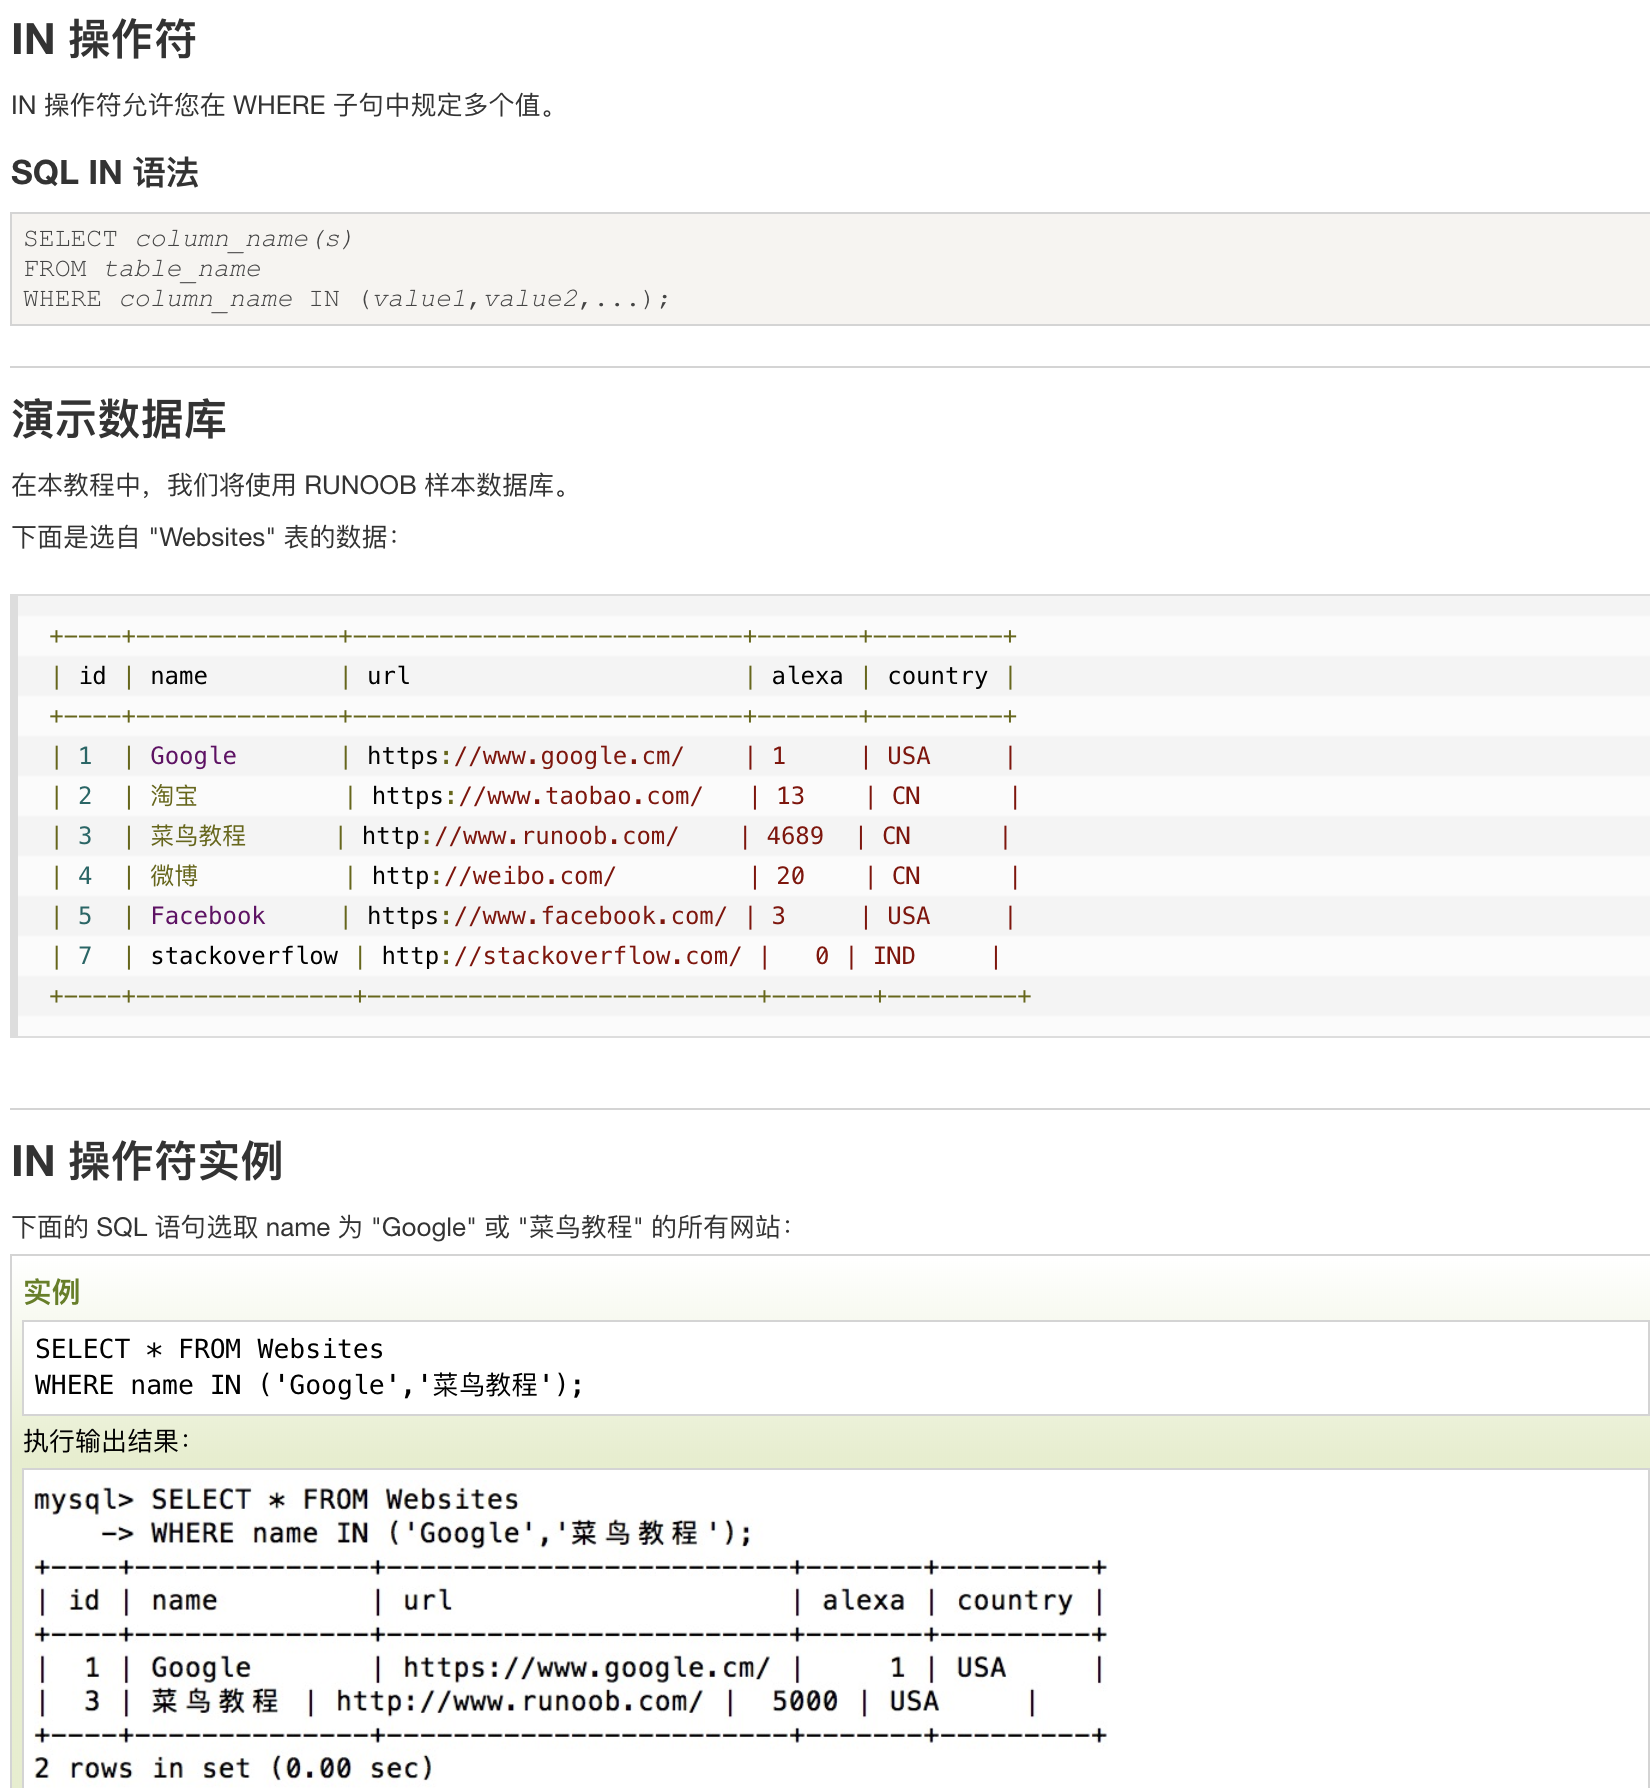 IN 操作符
IN 操作符允许您在 WHERE 子句中规定多个值。
SQL IN 语法
SELECT column_name(s)
FROM table_name
WHERE column_name IN (value1,value2,...);
演示数据库
在本教程中，我们将使用 RUNOOB 样本数据库。
下面是选自 "Websites" 表的数据：
+----+--------------+---------------------------+-------+---------+
| id | name         | url                       | alexa | country |
+----+--------------+---------------------------+-------+---------+
| 1  | Google       | https://www.google.cm/    | 1     | USA     |
| 2  | 淘宝          | https://www.taobao.com/   | 13    | CN      |
| 3  | 菜鸟教程      | http://www.runoob.com/    | 4689  | CN      |
| 4  | 微博          | http://weibo.com/         | 20    | CN      |
| 5  | Facebook     | https://www.facebook.com/ | 3     | USA     |
| 7  | stackoverflow | http://stackoverflow.com/ |   0 | IND     |
+----+---------------+---------------------------+-------+---------+
IN 操作符实例
下面的 SQL 语句选取 name 为 "Google" 或 "菜鸟教程" 的所有网站：
实例
SELECT * FROM Websites
WHERE name IN ('Google','菜鸟教程');
执行输出结果：
mysql> SELECT * FROM Websites
    -> WHERE name IN ('Google','菜鸟教程');
+----+--------------+------------------------+-------+---------+
| id | name         | url                    | alexa | country |
+----+--------------+------------------------+-------+---------+
|  1 | Google       | https://www.google.cm/ |     1 | USA     |
|  3 | 菜鸟教程 | http://www.runoob.com/ |  5000 | USA     |
+----+--------------+------------------------+-------+---------+
2 rows in set (0.00 sec)